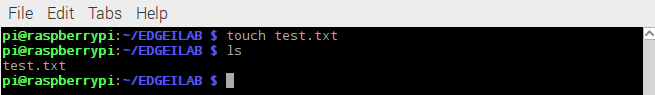 File Edit Tabs Help
pi@raspberrypi:~/EDGEILAB $ touch test.txt
pi@raspberrypi:~/EDGEILAB $ ls
test.txt
pi@raspberrypi:~/EDGEILAB $